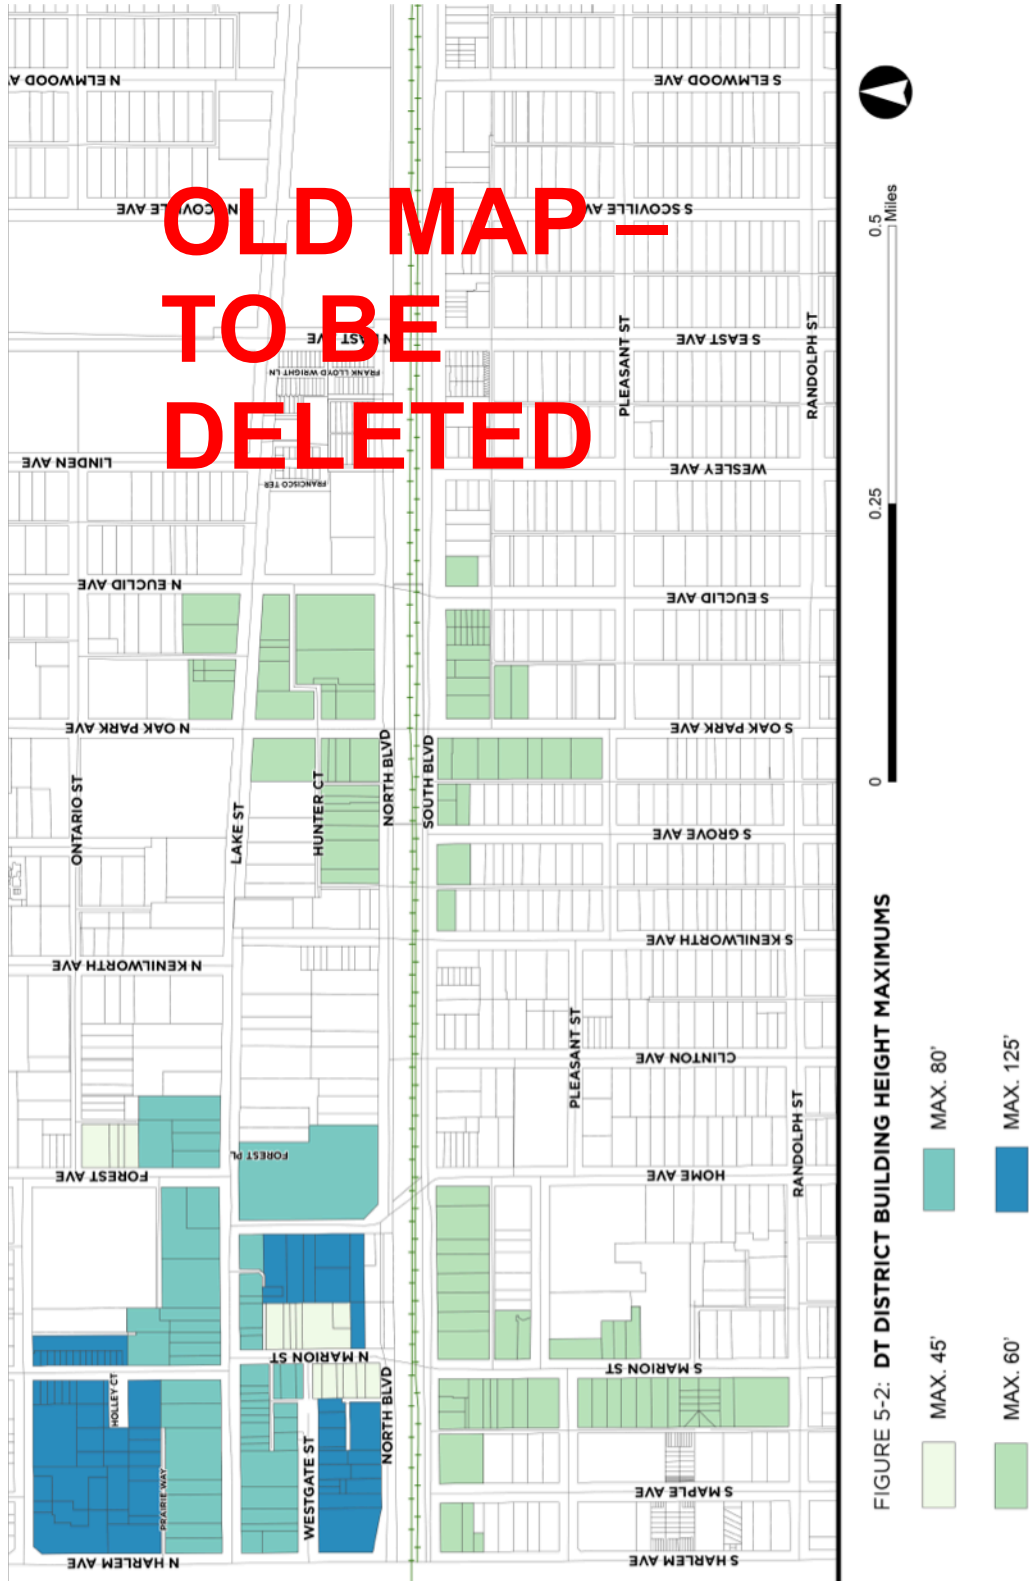 OLD MAP –
TO BE
DELETED
N ELMWOOD AV
S ELMWOOD AVE
N SCOVILLE AVE
S SCOVILLE AVE
N EAST AVE
S EAST AVE
PLEASANT ST
RANDOLPH ST
FRANK LLOYD WRIGHT LN
LINDEN AVE
WESLEY AVE
FRANCISCO TER
N EUCLID AVE
S EUCLID AVE
N OAK PARK AVE
S OAK PARK AVE
ONTARIO ST
LAKE ST
HUNTER CT
NORTH BLVD
SOUTH BLVD
S GROVE AVE
N KENILWORTH AVE
S KENILWORTH AVE
PLEASANT ST
CLINTON AVE
RANDOLPH ST
FOREST AVE
FOREST PL
HOME AVE
N MARION ST
S MARION ST
HOLLEY CT
PRAIRIE WAY
WESTGATE ST
NORTH BLVD
S MAPLE AVE
N HARLEM AVE
S HARLEM AVE
0
0.25
0.5
Miles
FIGURE 5-2: DT DISTRICT BUILDING HEIGHT MAXIMUMS
MAX. 45'
MAX. 80'
MAX. 60'
MAX. 125'